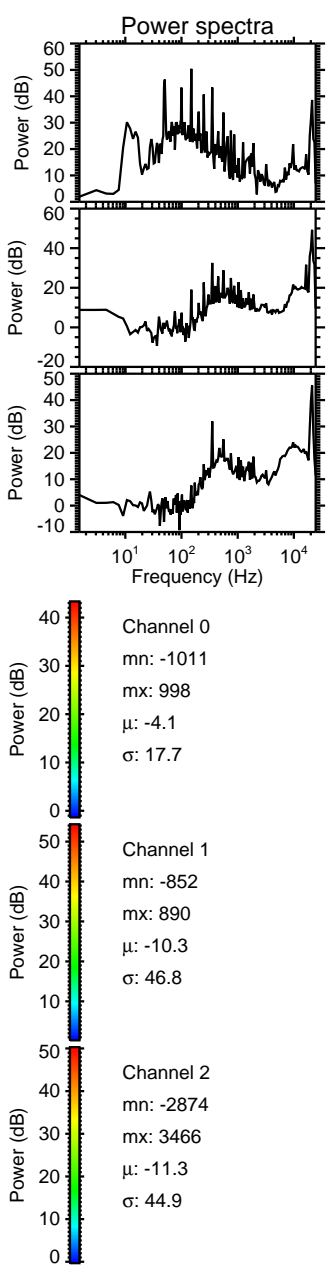 Power spectra
60
50
40
30
20
10
0
Power (dB)
60
40
20
0
-20
Power (dB)
50
40
30
20
10
0
-10
Power (dB)
10¹ 10² 10³ 10⁴
Frequency (Hz)
40
30
20
10
0
Power (dB)
Channel 0
mn: -1011
mx: 998
μ: -4.1
σ: 17.7
50
40
30
20
10
Power (dB)
Channel 1
mn: -852
mx: 890
μ: -10.3
σ: 46.8
50
40
30
20
10
0
Power (dB)
Channel 2
mn: -2874
mx: 3466
μ: -11.3
σ: 44.9